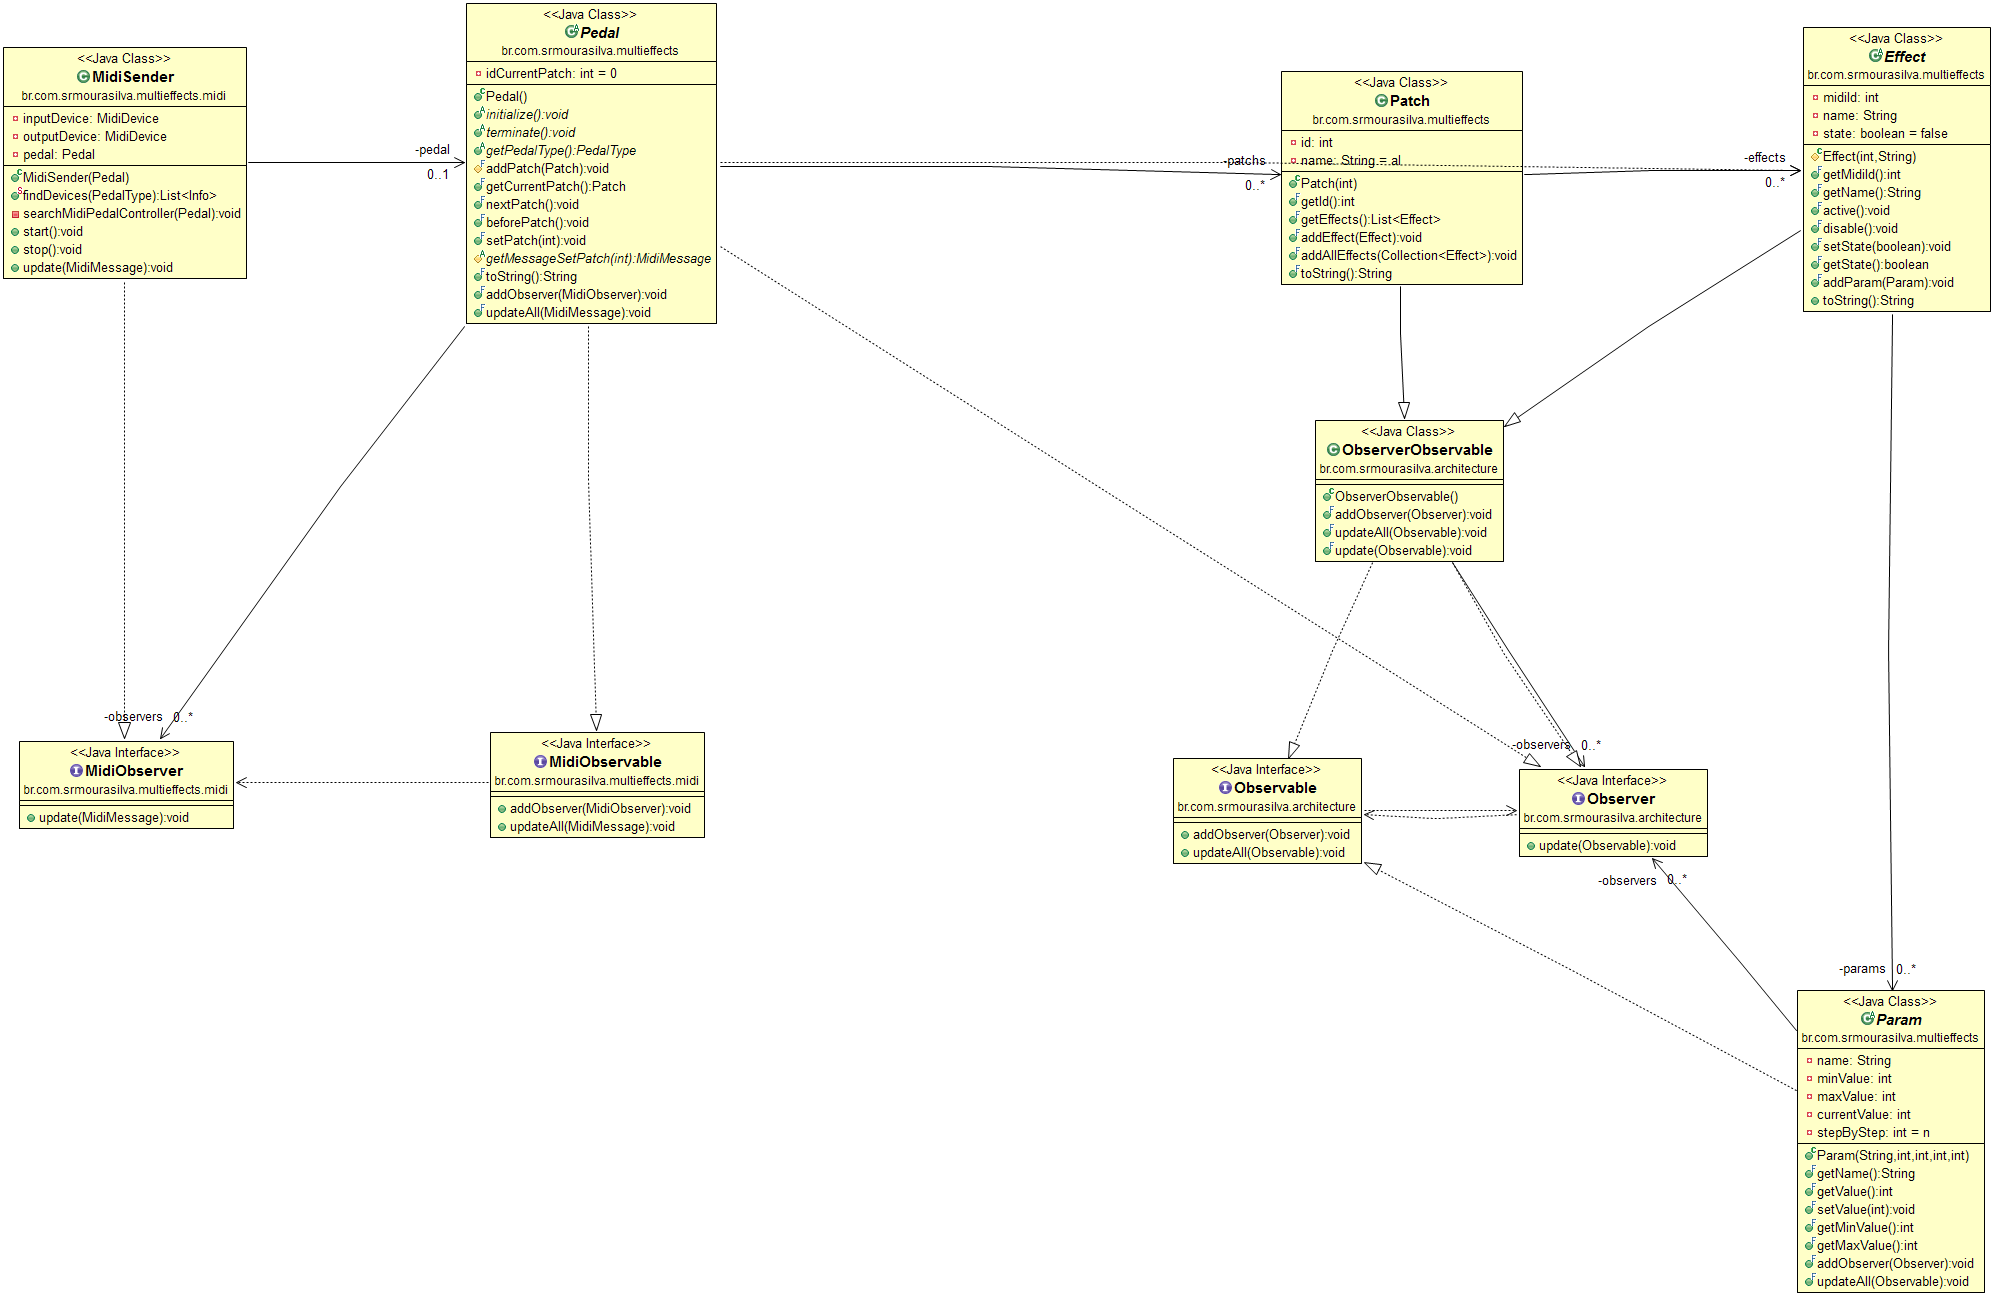 <<Java Class>>
MidiSender
br.com.srmourasilva.multieffects.midi
inputDevice: MidiDevice
outputDevice: MidiDevice
pedal: Pedal
MidiSender(Pedal)
findDevices(PedalType):List<Info>
searchMidiPedalController(Pedal):void
start():void
stop():void
update(MidiMessage):void
-pedal
0..1
<<Java Class>>
Pedal
br.com.srmourasilva.multieffects
idCurrentPatch: int = 0
Pedal()
initialize():void
terminate():void
getPedalType():PedalType
addPatch(Patch):void
getCurrentPatch():Patch
nextPatch():void
beforePatch():void
setPatch(int):void
getMessageSetPatch(int):MidiMessage
toString():String
addObserver(MidiObserver):void
updateAll(MidiMessage):void
-patchs
0..*
<<Java Class>>
Patch
br.com.srmourasilva.multieffects
id: int
name: String = al
Patch(int)
getId():int
getEffects():List<Effect>
addEffect(Effect):void
addAllEffects(Collection<Effect>):void
toString():String
-effects
0..*
<<Java Class>>
Effect
br.com.srmourasilva.multieffects
midiId: int
name: String
state: boolean = false
Effect(int,String)
getMidiId():int
getName():String
active():void
disable():void
setState(boolean):void
getState():boolean
addParam(Param):void
toString():String
<<Java Class>>
ObserverObservable
br.com.srmourasilva.architecture
ObserverObservable()
addObserver(Observer):void
updateAll(Observable):void
update(Observable):void
-observers 0..*
<<Java Interface>>
MidiObserver
br.com.srmourasilva.multieffects.midi
update(MidiMessage):void
<<Java Interface>>
MidiObservable
br.com.srmourasilva.multieffects.midi
addObserver(MidiObserver):void
updateAll(MidiMessage):void
<<Java Interface>>
Observable
br.com.srmourasilva.architecture
addObserver(Observer):void
updateAll(Observable):void
-observers 0..*
<<Java Interface>>
Observer
br.com.srmourasilva.architecture
update(Observable):void
-observers 0..*
-params 0..*
<<Java Class>>
Param
br.com.srmourasilva.multieffects
name: String
minValue: int
maxValue: int
currentValue: int
stepByStep: int = n
Param(String,int,int,int,int)
getName():String
getValue():int
setValue(int):void
getMinValue():int
getMaxValue():int
addObserver(Observer):void
updateAll(Observable):void